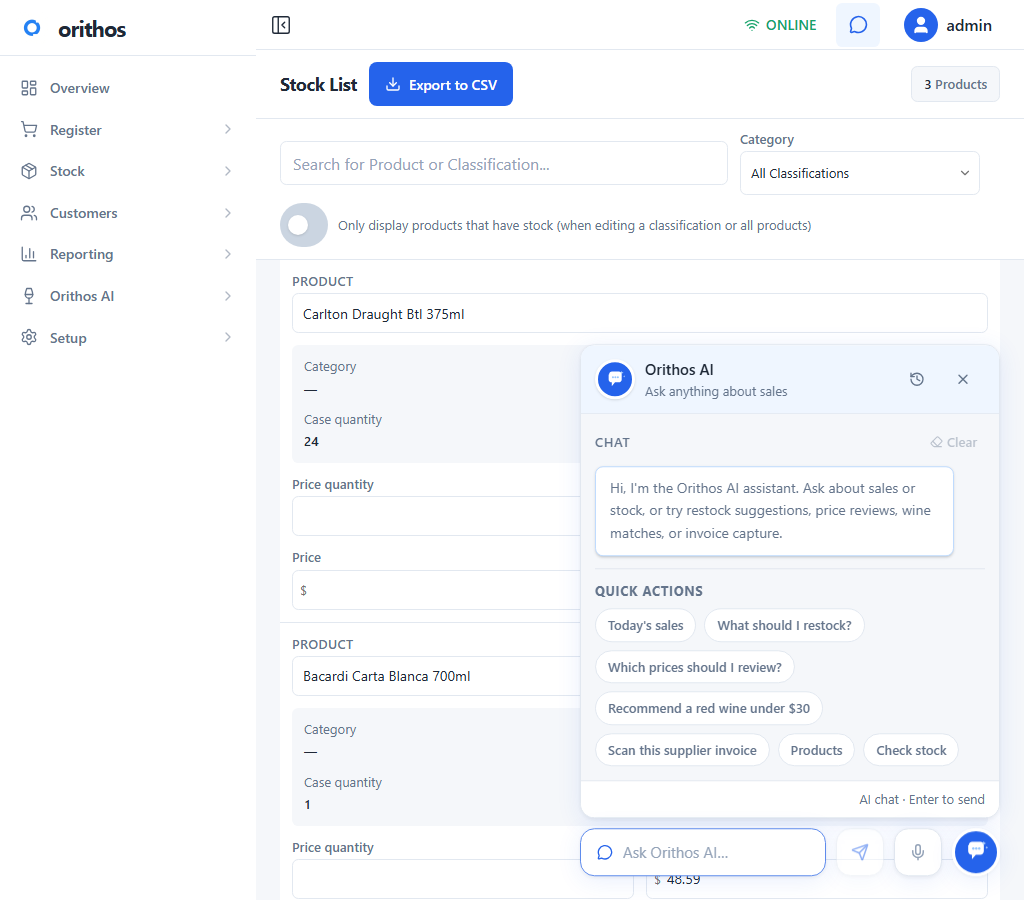 orithos
ONLINE
admin
Overview
Register
Stock
Customers
Reporting
Orithos AI
Setup
Stock List
Export to CSV
3 Products
Search for Product or Classification...
Category
All Classifications
Only display products that have stock (when editing a classification or all products)
PRODUCT
Carlton Draught Btl 375ml
Category
—
Case quantity
24
Price quantity
Price
$
PRODUCT
Bacardi Carta Blanca 700ml
Category
—
Case quantity
1
Price quantity
$ 48.59
Orithos AI
Ask anything about sales
CHAT
Clear
Hi, I'm the Orithos AI assistant. Ask about sales or
stock, or try restock suggestions, price reviews, wine
matches, or invoice capture.
QUICK ACTIONS
Today's sales
What should I restock?
Which prices should I review?
Recommend a red wine under $30
Scan this supplier invoice
Products
Check stock
AI chat · Enter to send
Ask Orithos AI...